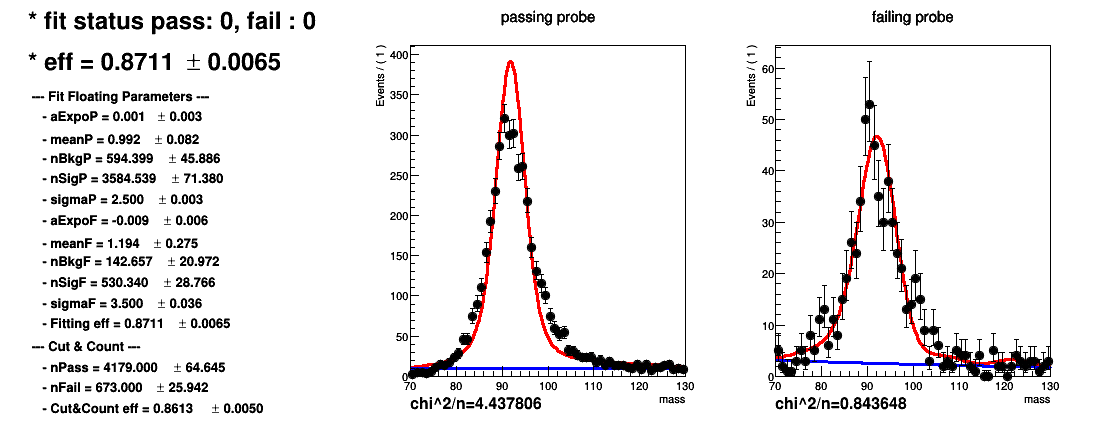 * fit status pass: 0, fail : 0
* eff = 0.8711 ± 0.0065
--- Fit Floating Parameters ---
- aExpoP = 0.001 ± 0.003
- meanP = 0.992 ± 0.082
- nBkgP = 594.399 ± 45.886
- nSigP = 3584.539 ± 71.380
- sigmaP = 2.500 ± 0.003
- aExpoF = -0.009 ± 0.006
- meanF = 1.194 ± 0.275
- nBkgF = 142.657 ± 20.972
- nSigF = 530.340 ± 28.766
- sigmaF = 3.500 ± 0.036
- Fitting eff = 0.8711 ± 0.0065
--- Cut & Count ---
- nPass = 4179.000 ± 64.645
- nFail = 673.000 ± 25.942
- Cut&Count eff = 0.8613 ± 0.0050
passing probe
Events / ( 1 )
400
350
300
250
200
150
100
50
0
70 80 90 100 110 120 130
mass
chi^2/n=4.437806
failing probe
Events / ( 1 )
60
50
40
30
20
10
0
70 80 90 100 110 120 130
mass
chi^2/n=0.843648